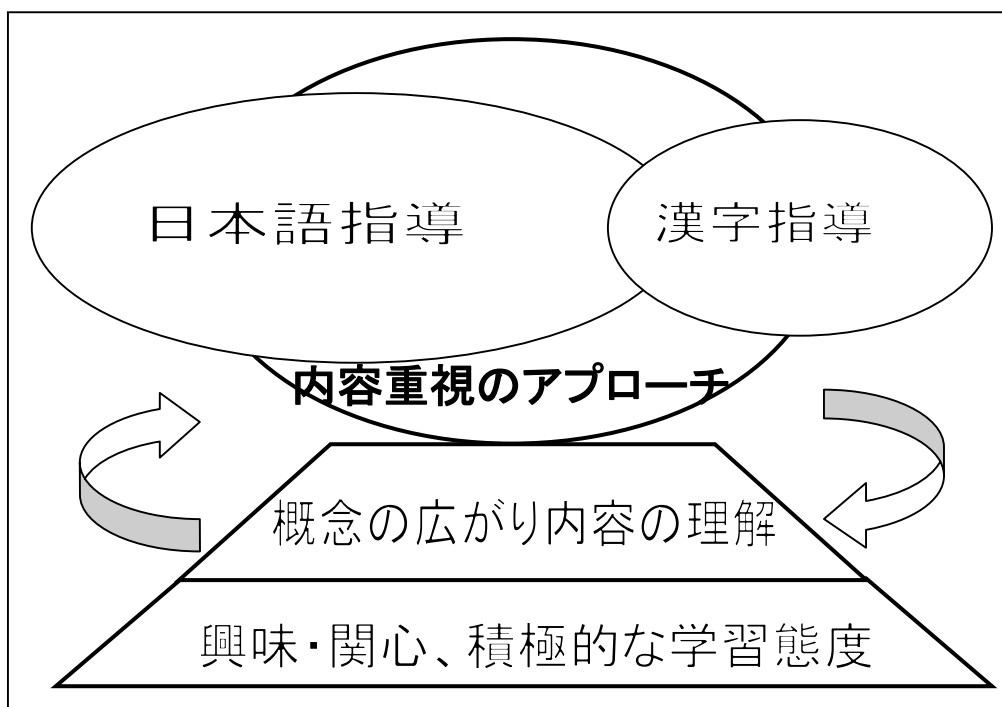 日本語指導
漢字指導
内容重視のアプローチ
概念の広がり内容の理解
興味・関心、積極的な学習態度